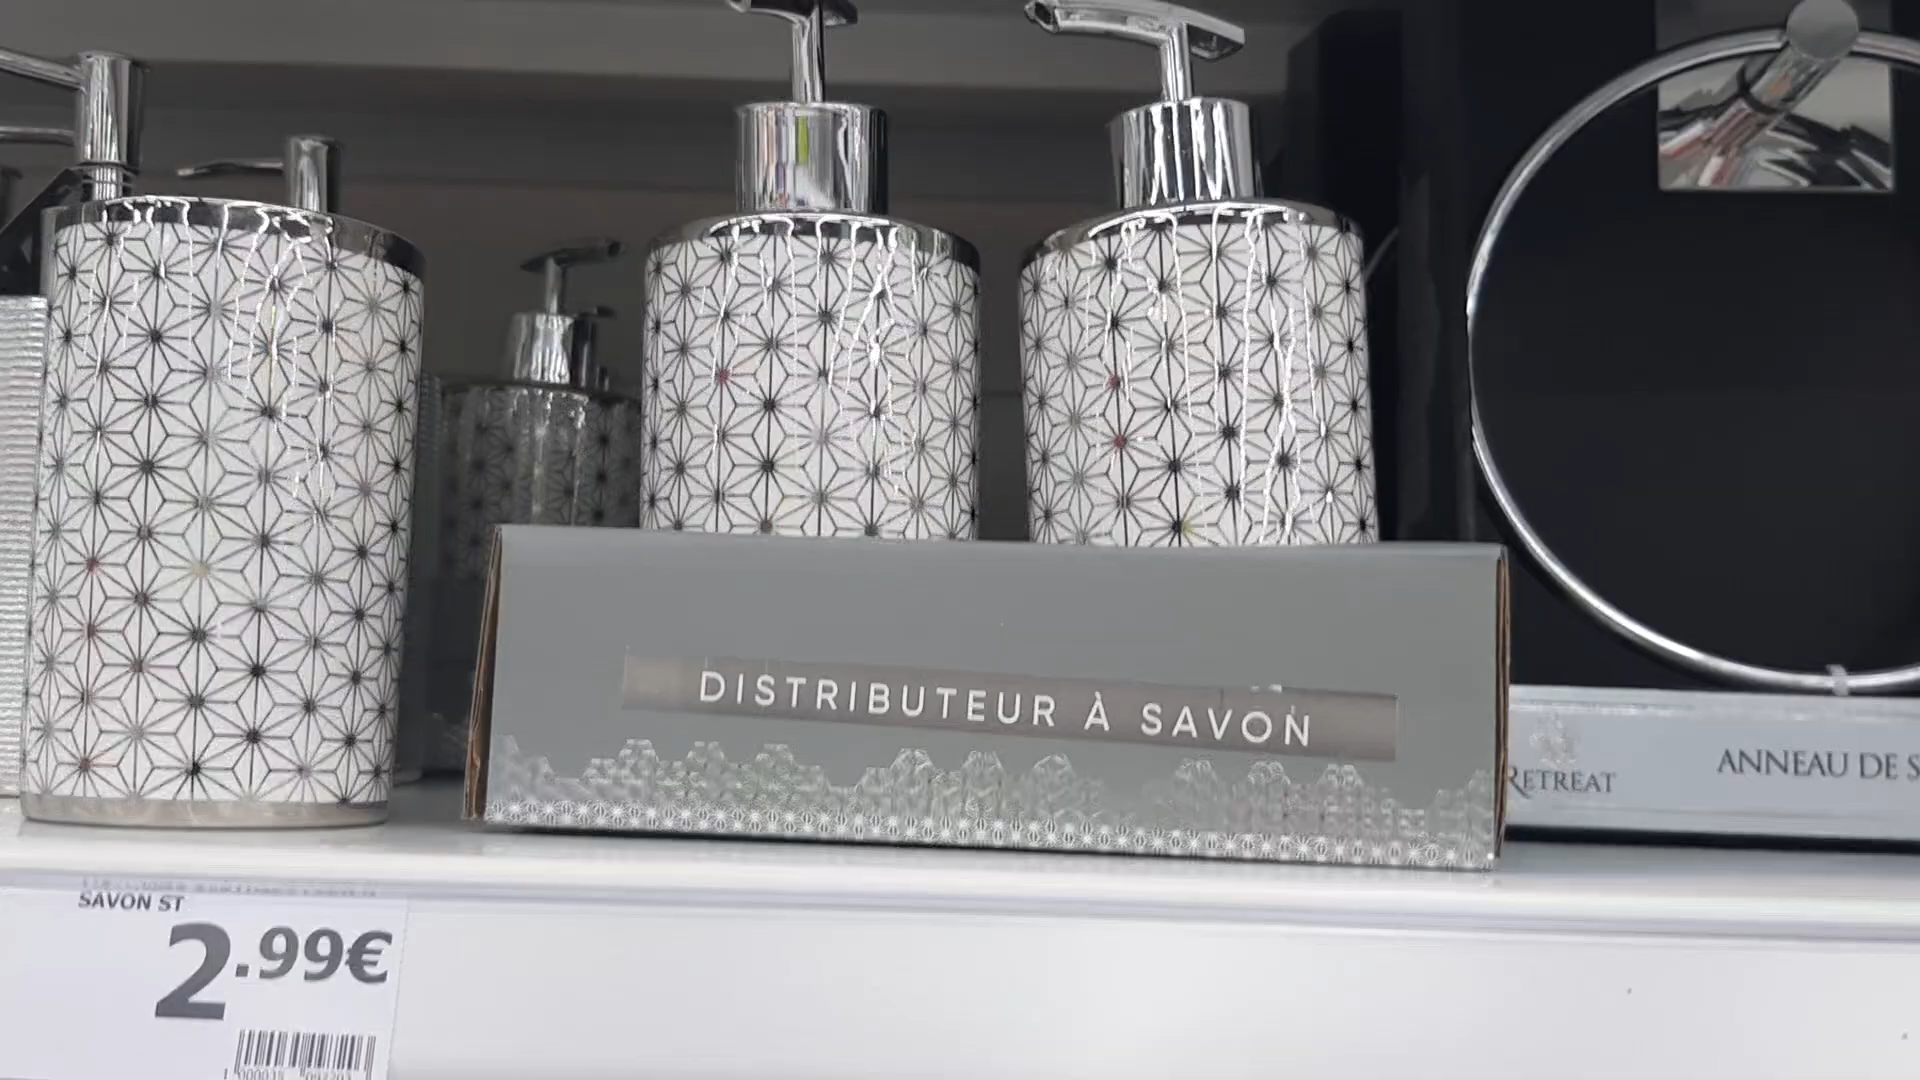 DISTRIBUTEUR À SAVON
RETREAT
ANNEAU DE S
SAVON ST
2.99€